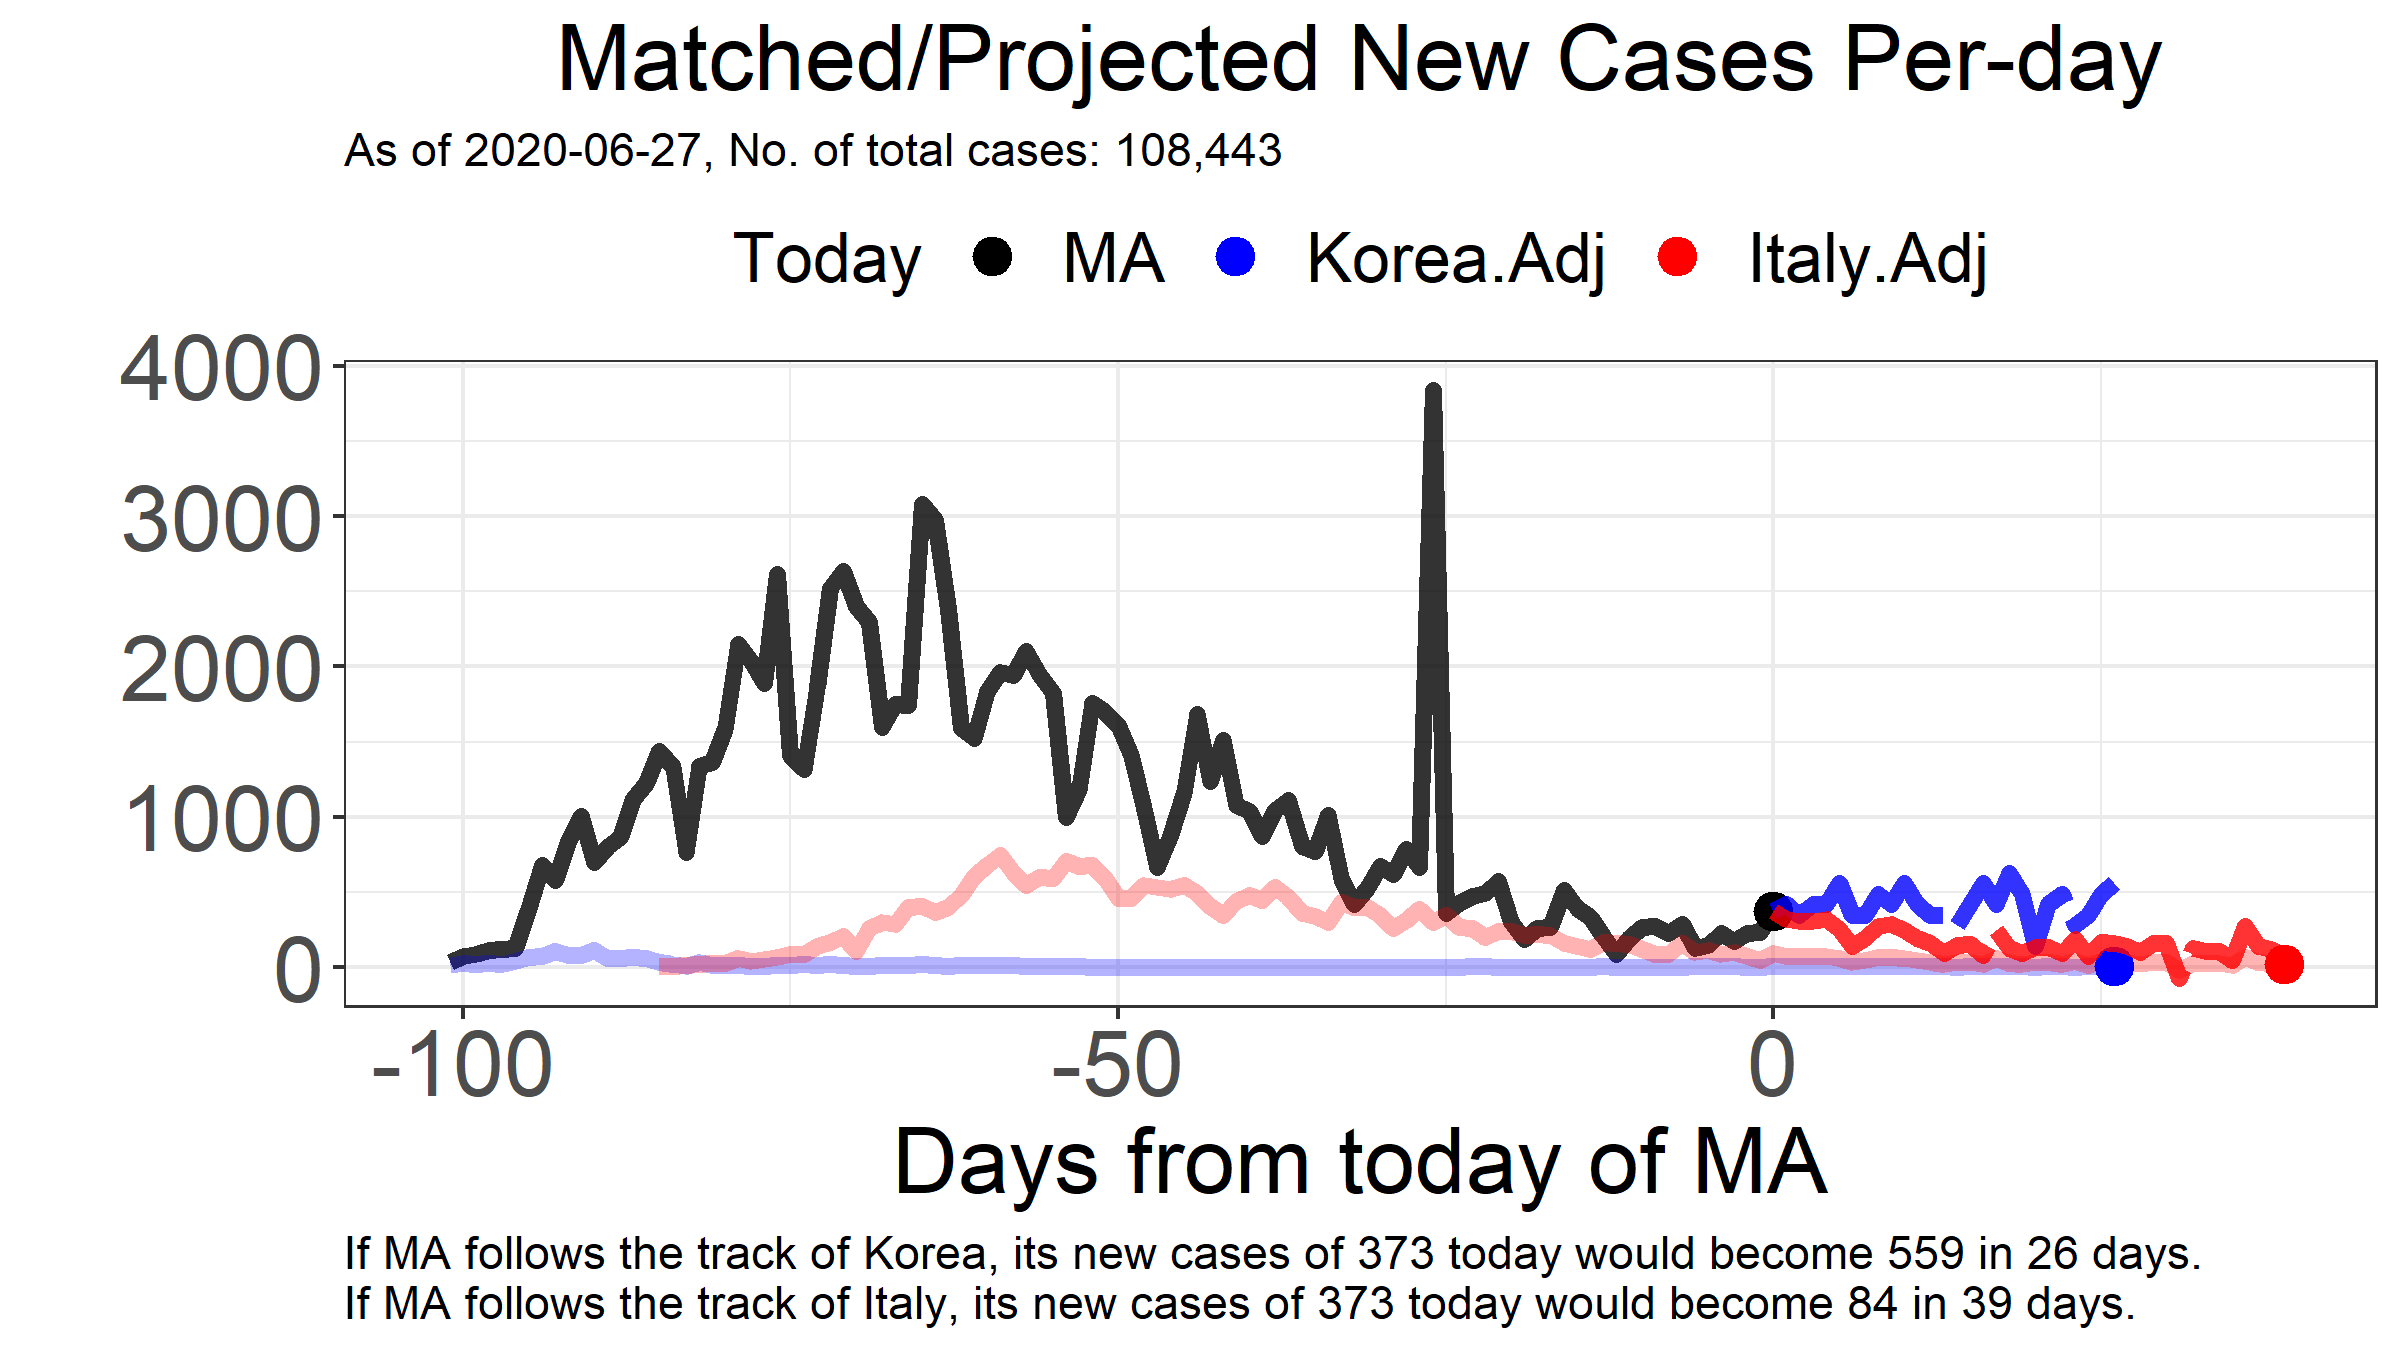 Matched/Projected New Cases Per-day
As of 2020-06-27, No. of total cases: 108,443
Today MA Korea.Adj Italy.Adj
4000
3000
2000
1000
0
-100 -50 0
Days from today of MA
If MA follows the track of Korea, its new cases of 373 today would become 559 in 26 days.
If MA follows the track of Italy, its new cases of 373 today would become 84 in 39 days.